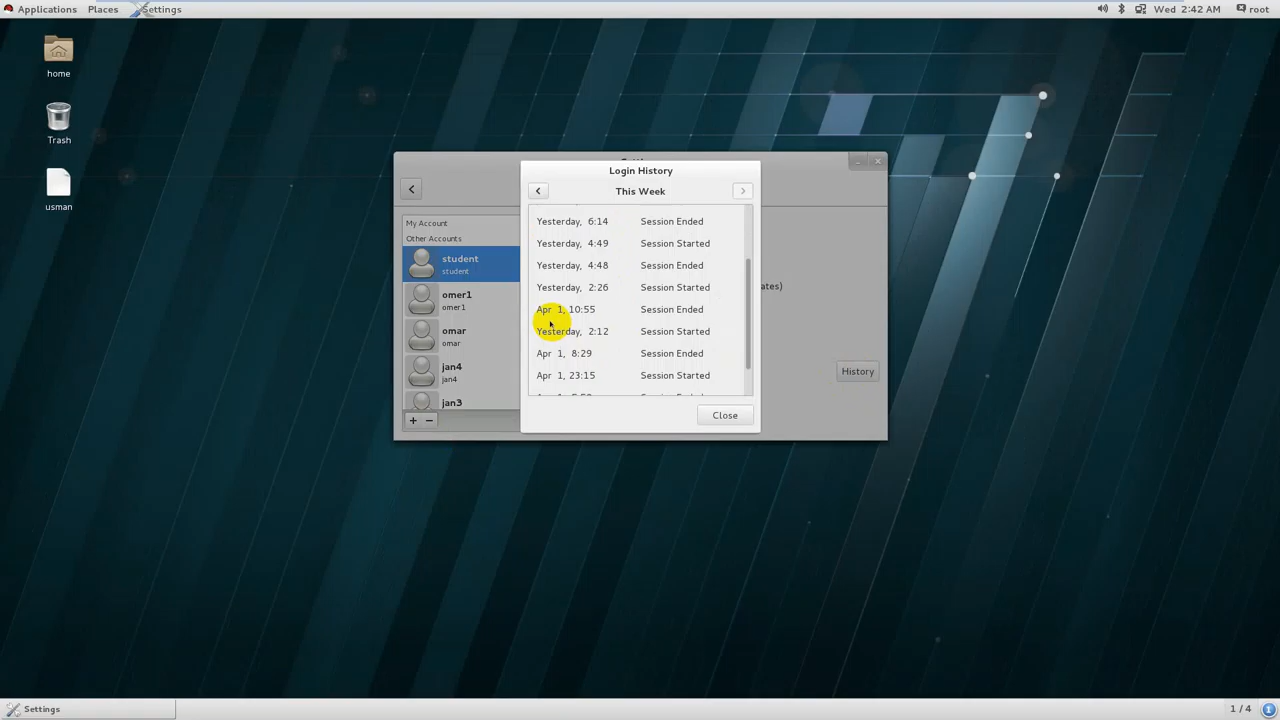 Applications Places Settings Wed 2:42 AM root
home
Trash
usman
Login History
This Week
My Account
Other Accounts
student
student
omer1
omer1
omar
omar
jan4
jan4
jan3
+ −
Yesterday, 6:14 Session Ended
Yesterday, 4:49 Session Started
Yesterday, 4:48 Session Ended
Yesterday, 2:26 Session Started
Apr 1, 10:55 Session Ended
Yesterday, 2:12 Session Started
Apr 1, 8:29 Session Ended
Apr 1, 23:15 Session Started
Close
ates)
History
Settings 1 / 4